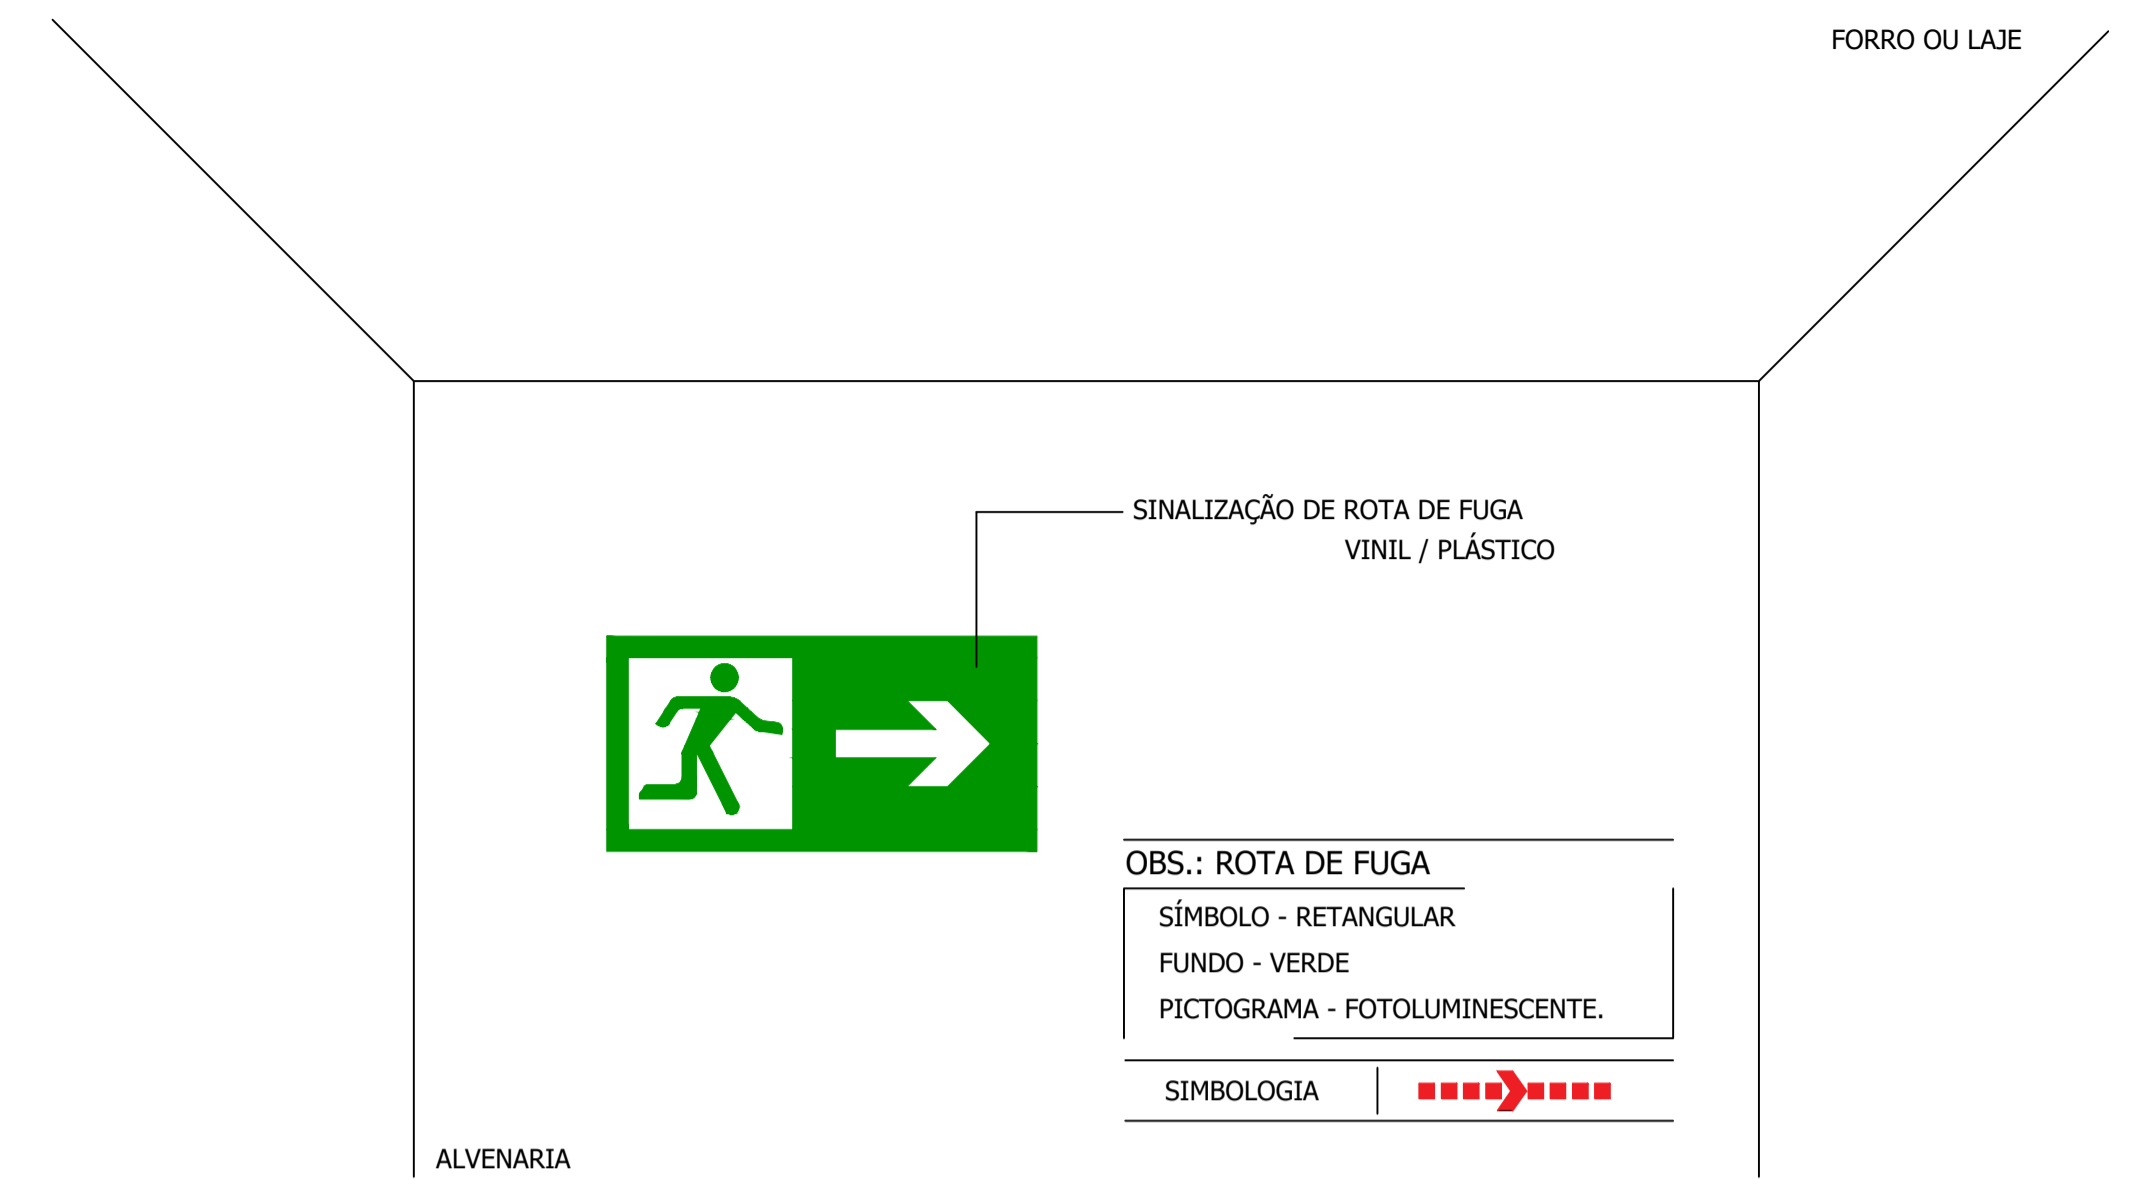 FORRO OU LAJE
SINALIZAÇÃO DE ROTA DE FUGA
VINIL / PLÁSTICO
OBS.: ROTA DE FUGA
SÍMBOLO - RETANGULAR
FUNDO - VERDE
PICTOGRAMA - FOTOLUMINESCENTE.
SIMBOLOGIA
ALVENARIA